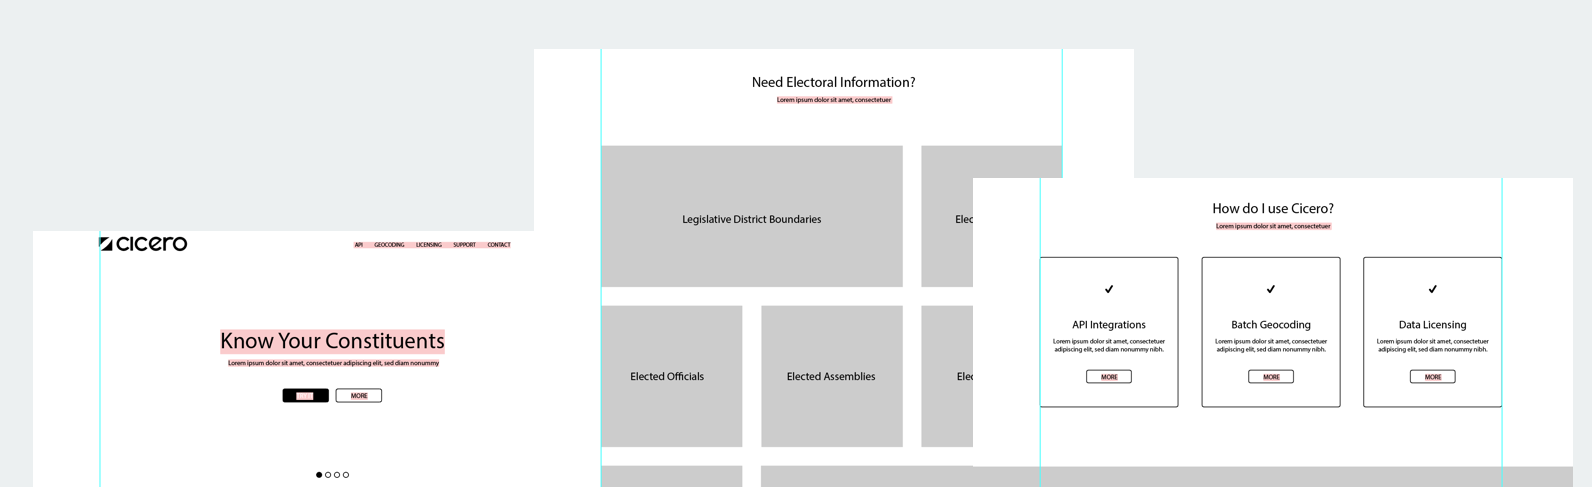 cicero
API GEOCODING LICENSING SUPPORT CONTACT
Know Your Constituents
Lorem ipsum dolor sit amet, consectetuer adipiscing elit, sed diam nonummy
MORE
Need Electoral Information?
Lorem ipsum dolor sit amet, consectetuer
Legislative District Boundaries
Elec
Elected Officials
Elected Assemblies
Elec
How do I use Cicero?
Lorem ipsum dolor sit amet, consectetuer
API Integrations
Lorem ipsum dolor sit amet, consectetuer
adipiscing elit, sed diam nonummy nibh.
MORE
Batch Geocoding
Lorem ipsum dolor sit amet, consectetuer
adipiscing elit, sed diam nonummy nibh.
MORE
Data Licensing
Lorem ipsum dolor sit amet, consectetuer
adipiscing elit, sed diam nonummy nibh.
MORE